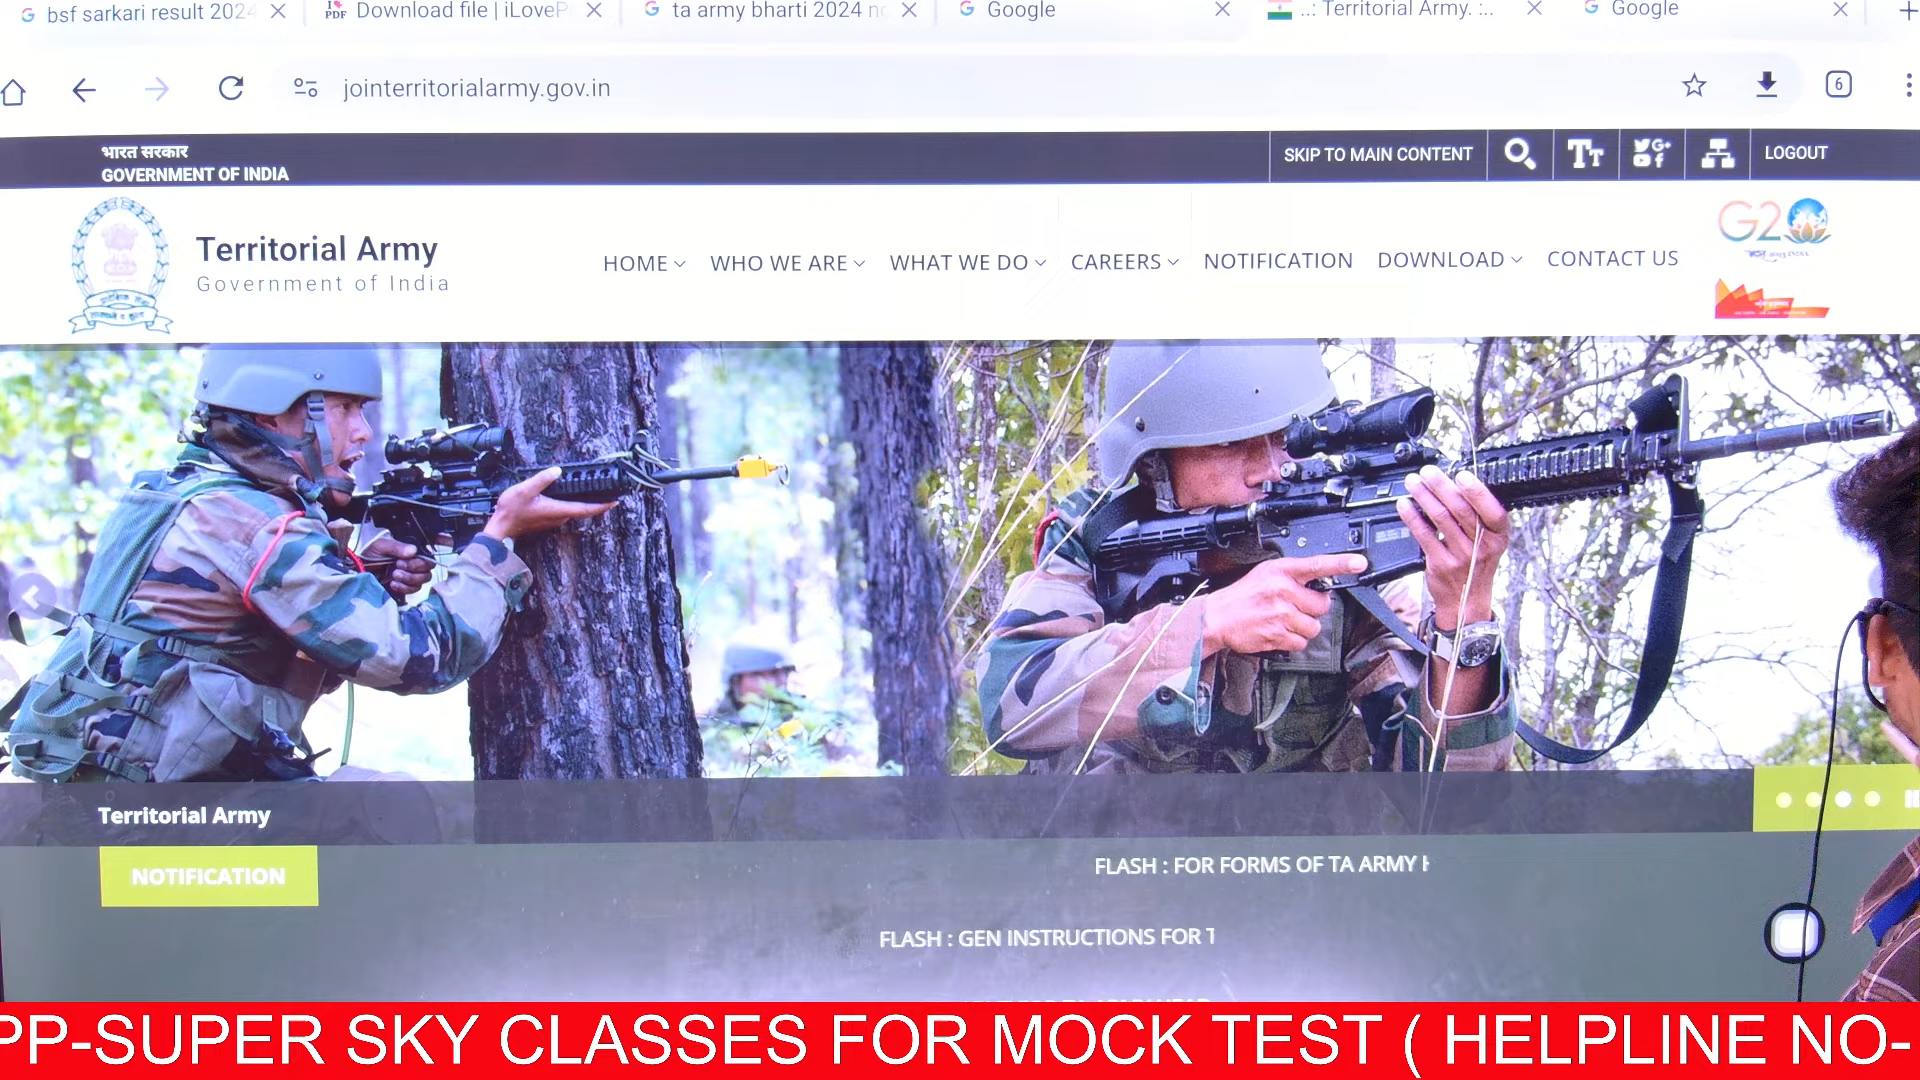 bsf sarkari result 2024
Download file | iLoveP
ta army bharti 2024 no
Google
..: Territorial Army. :..
Google
jointerritorialarmy.gov.in
6
भारत सरकार
GOVERNMENT OF INDIA
SKIP TO MAIN CONTENT
LOGOUT
Territorial Army
Government of India
HOME
WHO WE ARE
WHAT WE DO
CAREERS
NOTIFICATION
DOWNLOAD
CONTACT US
G20
Territorial Army
NOTIFICATION
FLASH : FOR FORMS OF TA ARMY
FLASH : GEN INSTRUCTIONS FOR
PP-SUPER SKY CLASSES FOR MOCK TEST ( HELPLINE NO-